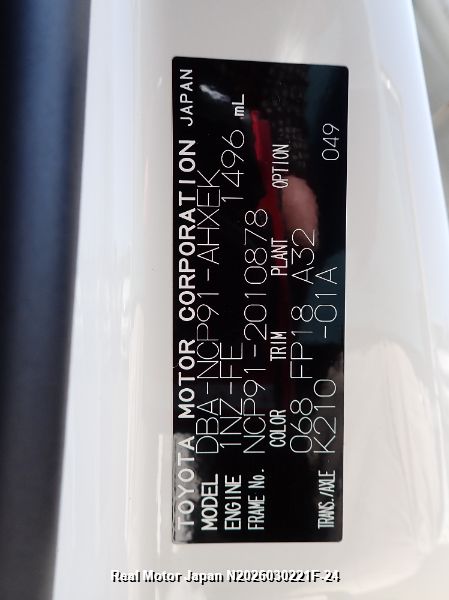 TOYOTA MOTOR CORPORATION JAPAN
MODEL DBA-NCP91-AHXEK
ENGINE 1NZ-FE 1496 mL
FRAME No. NCP91-2010878
COLOR TRIM PLANT OPTION
068 FP18 A32
TRANS./AXLE K210 -01A 049
Real Motor Japan N2026030221F-24